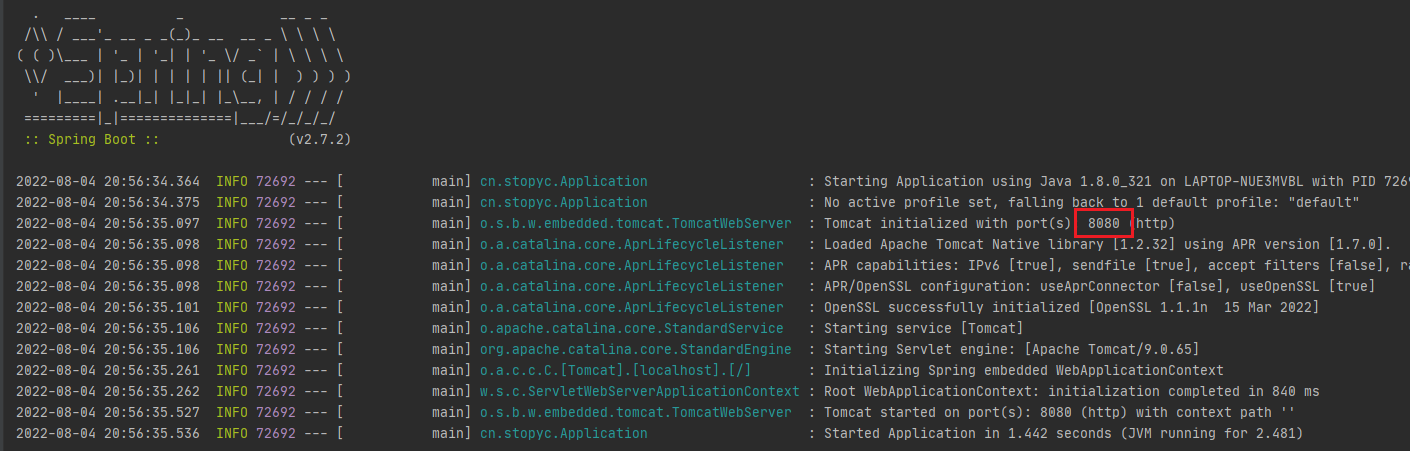 .   ____          _            __ _ _
 /\\ / ___'_ __ _ _(_)_ __  __ _ \ \ \ \
( ( )\___ | '_ | '_| | '_ \/ _` | \ \ \ \
 \\/  ___)| |_)| | | | | || (_| |  ) ) ) )
  '  |____| .__|_| |_|_| |_\__, | / / / /
 =========|_|==============|___/=/_/_/_/
 :: Spring Boot ::                (v2.7.2)
2022-08-04 20:56:34.364  INFO 72692 --- [           main] cn.stopyc.Application                    : Starting Application using Java 1.8.0_321 on LAPTOP-NUE3MVBL with PID 7269
2022-08-04 20:56:34.375  INFO 72692 --- [           main] cn.stopyc.Application                    : No active profile set, falling back to 1 default profile: "default"
2022-08-04 20:56:35.097  INFO 72692 --- [           main] o.s.b.w.embedded.tomcat.TomcatWebServer  : Tomcat initialized with port(s) 8080 (http)
2022-08-04 20:56:35.098  INFO 72692 --- [           main] o.a.catalina.core.AprLifecycleListener   : Loaded Apache Tomcat Native library [1.2.32] using APR version [1.7.0].
2022-08-04 20:56:35.098  INFO 72692 --- [           main] o.a.catalina.core.AprLifecycleListener   : APR capabilities: IPv6 [true], sendfile [true], accept filters [false], ra
2022-08-04 20:56:35.098  INFO 72692 --- [           main] o.a.catalina.core.AprLifecycleListener   : APR/OpenSSL configuration: useAprConnector [false], useOpenSSL [true]
2022-08-04 20:56:35.101  INFO 72692 --- [           main] o.a.catalina.core.AprLifecycleListener   : OpenSSL successfully initialized [OpenSSL 1.1.1n  15 Mar 2022]
2022-08-04 20:56:35.106  INFO 72692 --- [           main] o.apache.catalina.core.StandardService   : Starting service [Tomcat]
2022-08-04 20:56:35.106  INFO 72692 --- [           main] org.apache.catalina.core.StandardEngine  : Starting Servlet engine: [Apache Tomcat/9.0.65]
2022-08-04 20:56:35.261  INFO 72692 --- [           main] o.a.c.c.C.[Tomcat].[localhost].[/]       : Initializing Spring embedded WebApplicationContext
2022-08-04 20:56:35.262  INFO 72692 --- [           main] w.s.c.ServletWebServerApplicationContext : Root WebApplicationContext: initialization completed in 840 ms
2022-08-04 20:56:35.527  INFO 72692 --- [           main] o.s.b.w.embedded.tomcat.TomcatWebServer  : Tomcat started on port(s): 8080 (http) with context path ''
2022-08-04 20:56:35.536  INFO 72692 --- [           main] cn.stopyc.Application                    : Started Application in 1.442 seconds (JVM running for 2.481)